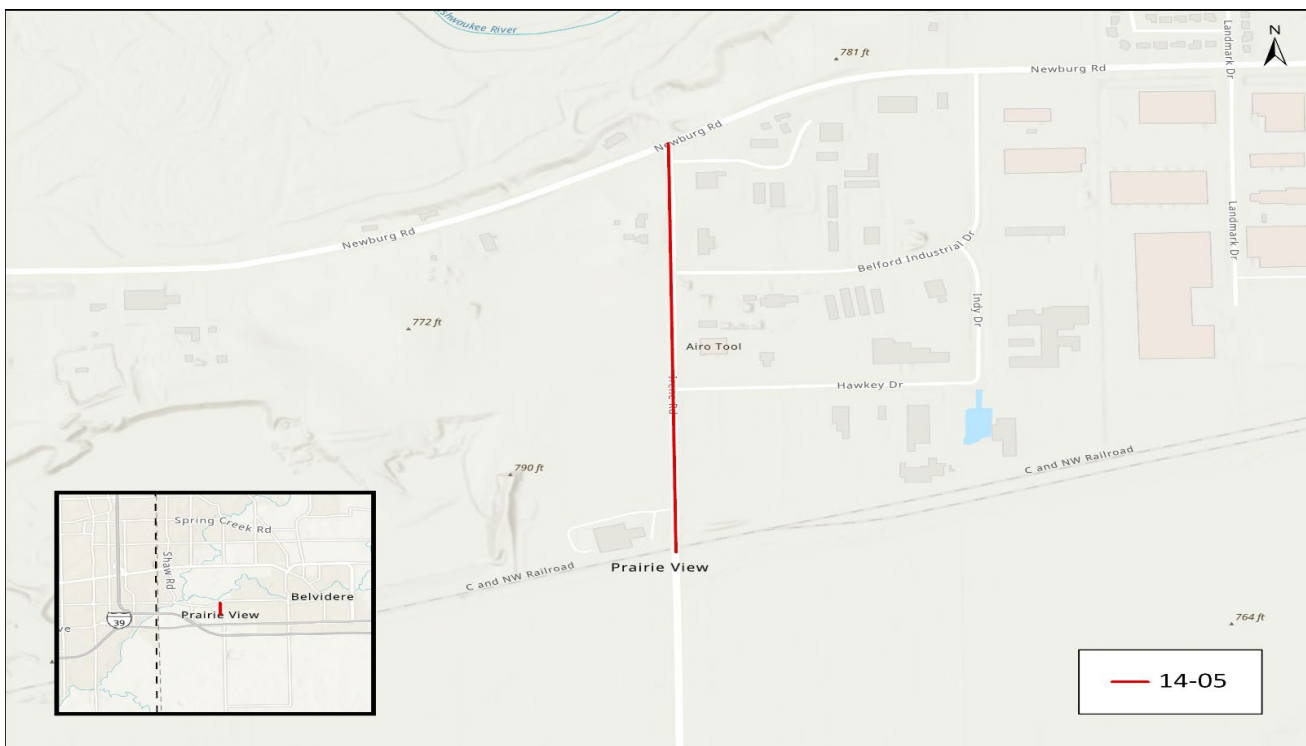 shwaukee River
N
781 ft
Newburg Rd
Landmark Dr
Newburg Rd
Newburg Rd
Landmark Dr
Belford Industrial Dr
Indy Dr
772 ft
Airo Tool
Irene Rd
Hawkey Dr
790 ft
C and NW Railroad
C and NW Railroad
Prairie View
764 ft
14-05
Spring Creek Rd
Shaw Rd
Belvidere
Prairie View
39
ve